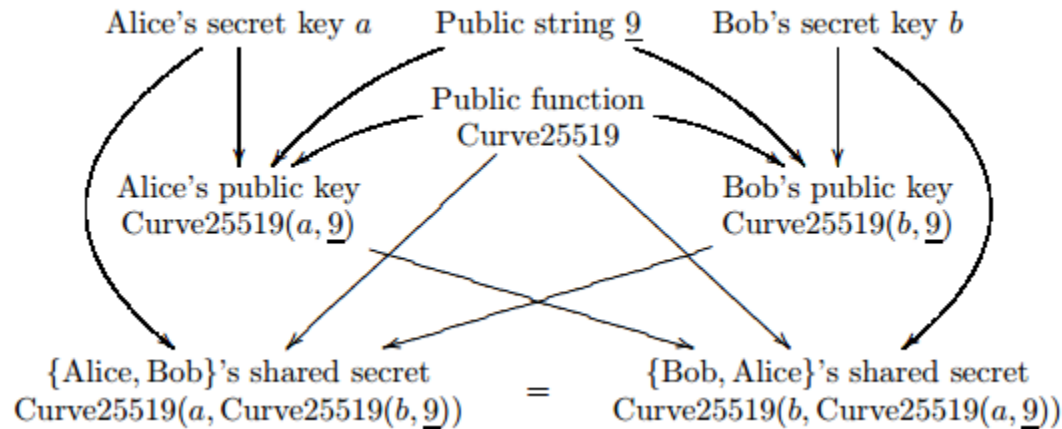 Alice's secret key a
Public string 9
Bob's secret key b
Public function
Curve25519
Alice's public key
Curve25519(a, 9)
Bob's public key
Curve25519(b, 9)
{Alice, Bob}'s shared secret
Curve25519(a, Curve25519(b, 9))
=
{Bob, Alice}'s shared secret
Curve25519(b, Curve25519(a, 9))